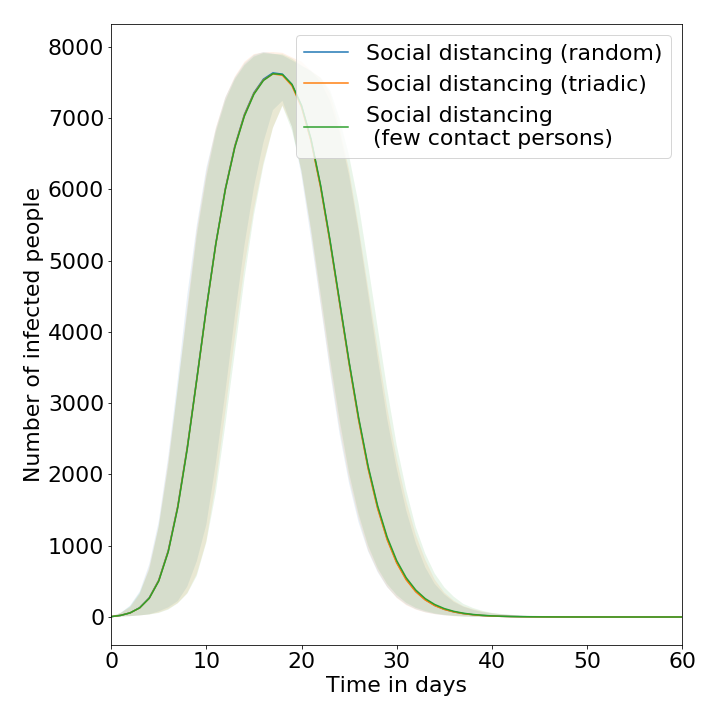 Social distancing (random)
Social distancing (triadic)
Social distancing
(few contact persons)
Number of infected people
8000
7000
6000
5000
4000
3000
2000
1000
0
0 10 20 30 40 50 60
Time in days